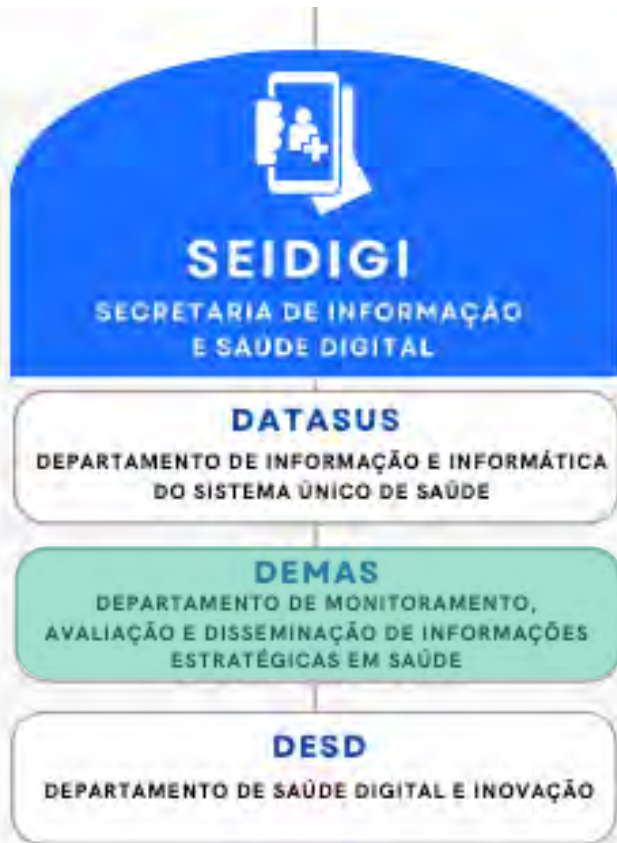 SEIDIGI
SECRETARIA DE INFORMAÇÃO
E SAÚDE DIGITAL
DATASUS
DEPARTAMENTO DE INFORMAÇÃO E INFORMÁTICA
DO SISTEMA ÚNICO DE SAÚDE
DEMAS
DEPARTAMENTO DE MONITORAMENTO,
AVALIAÇÃO E DISSEMINAÇÃO DE INFORMAÇÕES
ESTRATÉGICAS EM SAÚDE
DESD
DEPARTAMENTO DE SAÚDE DIGITAL E INOVAÇÃO